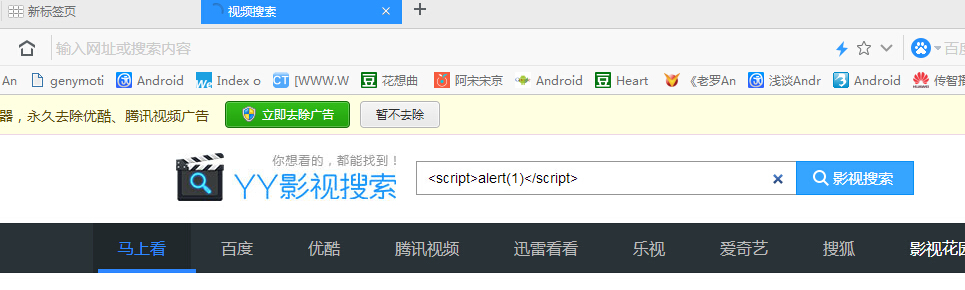 新标签页 视频搜索
输入网址或搜索内容 百度
An genymoti Android Index o [WWW.W 花想曲 阿宋宋京 Android Heart 《老罗An 浅谈Andr Android 传智播
器，永久去除优酷、腾讯视频广告 立即去除广告 暂不去除
你想看的，都能找到！
YY影视搜索 <script>alert(1)</script> 影视搜索
马上看 百度 优酷 腾讯视频 迅雷看看 乐视 爱奇艺 搜狐 影视花园